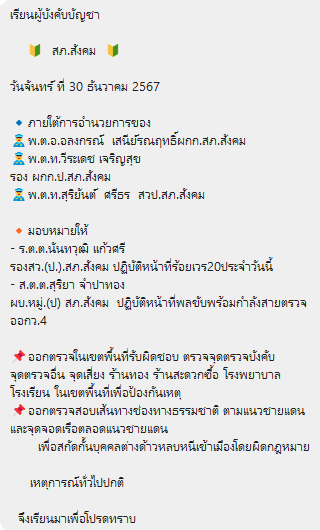 เรียนผู้บังคับบัญชา
🔰 สภ.สังคม 🔰
วันจันทร์ ที่ 30 ธันวาคม 2567
🔹ภายใต้การอำนวยการของ
👮พ.ต.อ.อลงกรณ์ เสนีย์รณฤทธิ์ผกก.สภ.สังคม
👮พ.ต.ท.วีระเดช เจริญสุข
รอง ผกก.ป.สภ.สังคม
👮พ.ต.ท.สุริยันต์ ศรีธร สวป.สภ.สังคม
🔸มอบหมายให้
- ร.ต.ต.นันทวุฒิ แก้วศรี
รองสว.(ป.).สภ.สังคม ปฏิบัติหน้าที่ร้อยเวร20ประจำวันนี้
- ส.ต.ต.สุริยา จำปาทอง
ผบ.หมู่.(ป) สภ.สังคม ปฏิบัติหน้าที่พลขับพร้อมกำลังสายตรวจ
ออกว.4
📌ออกตรวจในเขตพื้นที่รับผิดชอบ ตรวจจุดตรวจบังคับ
จุดตรวจอื่น จุดเสี่ยง ร้านทอง ร้านสะดวกซื้อ โรงพยาบาล
โรงเรียน ในเขตพื้นที่เพื่อป้องกันเหตุ
📌ออกตรวจสอบเส้นทางช่องทางธรรมชาติ ตามแนวชายแดน
และจุดจอดเรือตลอดแนวชายแดน
เพื่อสกัดกั้นบุคคลต่างด้าวหลบหนีเข้าเมืองโดยผิดกฎหมาย
เหตุการณ์ทั่วไปปกติ
จึงเรียนมาเพื่อโปรดทราบ